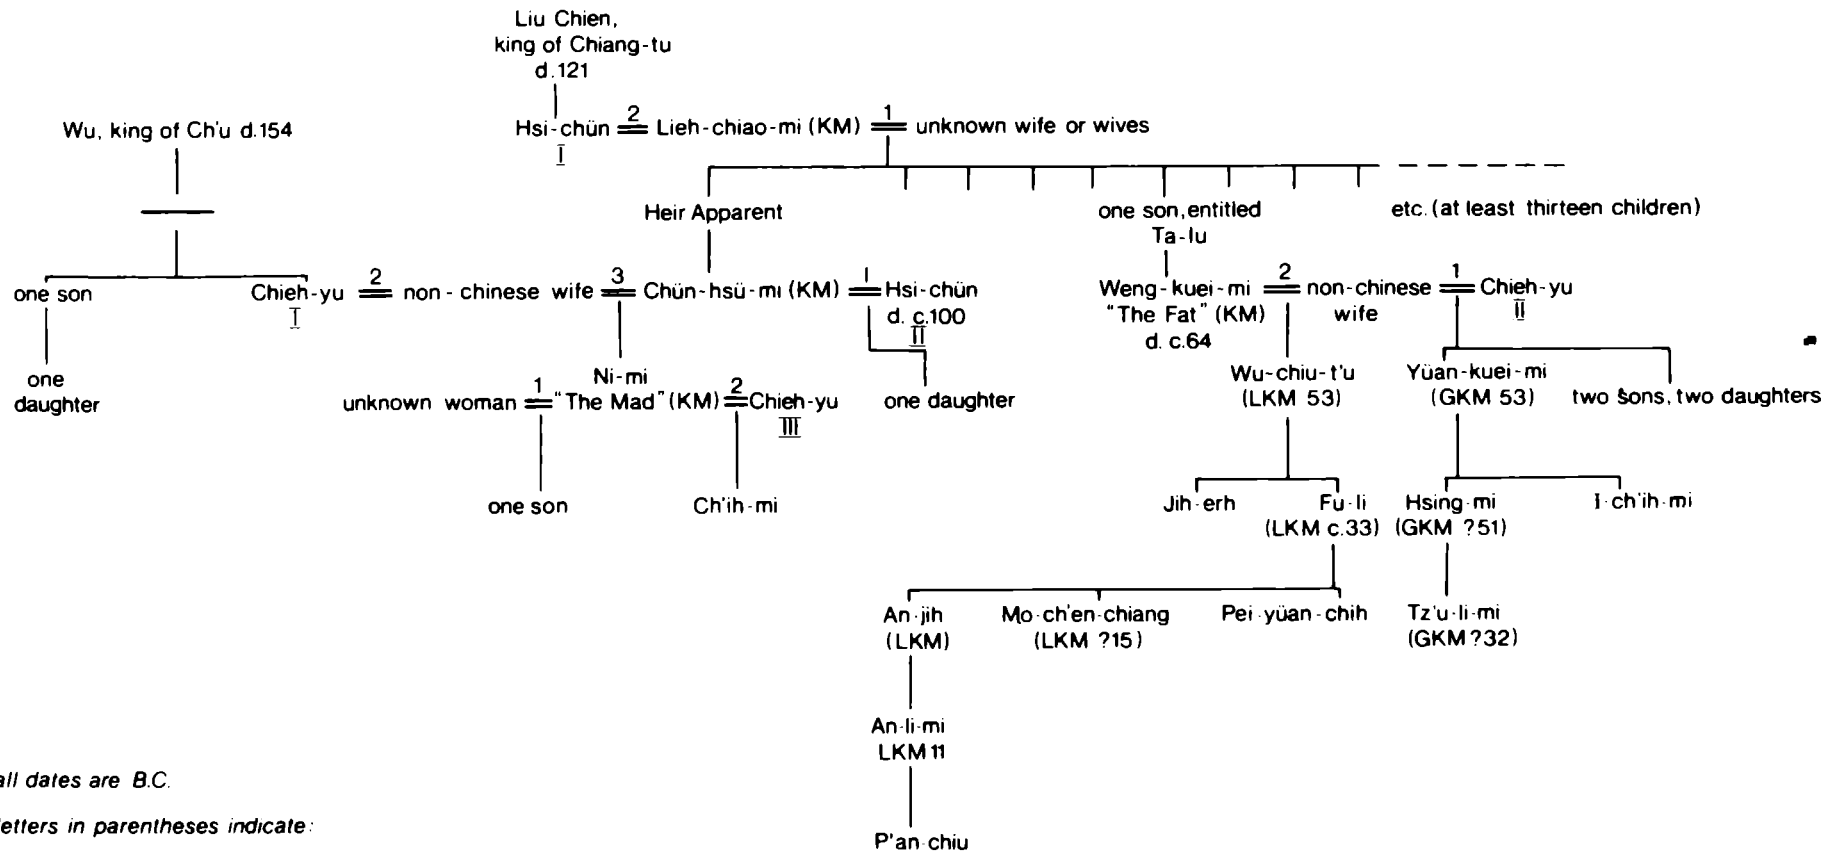 Liu Chien,
king of Chiang-tu
d.121
Wu, king of Ch'u d.154
Hsi-chün 2 Lieh-chiao-mi (KM) 1 unknown wife or wives
I
Heir Apparent
one son, entitled
Ta-lu
etc. (at least thirteen children)
one son
Chieh-yu 2 non-chinese wife 3 Chün-hsü-mi (KM) 1 Hsi-chün
I
d. c.100
II
Weng-kuei-mi 2 non-chinese 1 Chieh-yu
"The Fat" (KM) wife II
d. c.64
one
daughter
Ni-mi
unknown woman 1 "The Mad" (KM) 2 Chieh-yu
III
one daughter
Wu-chiu-t'u
(LKM 53)
Yüan-kuei-mi
(GKM 53)
two sons, two daughters
one son
Ch'ih-mi
Jih-erh
Fu-li
(LKM c.33)
Hsing-mi
(GKM ?51)
I-ch'ih-mi
An-jih
(LKM)
Mo-ch'en-chiang
(LKM ?15)
Pei-yüan-chih
Tz'u-li-mi
(GKM ?32)
An-li-mi
LKM 11
P'an-chiu
all dates are B.C.
letters in parentheses indicate: